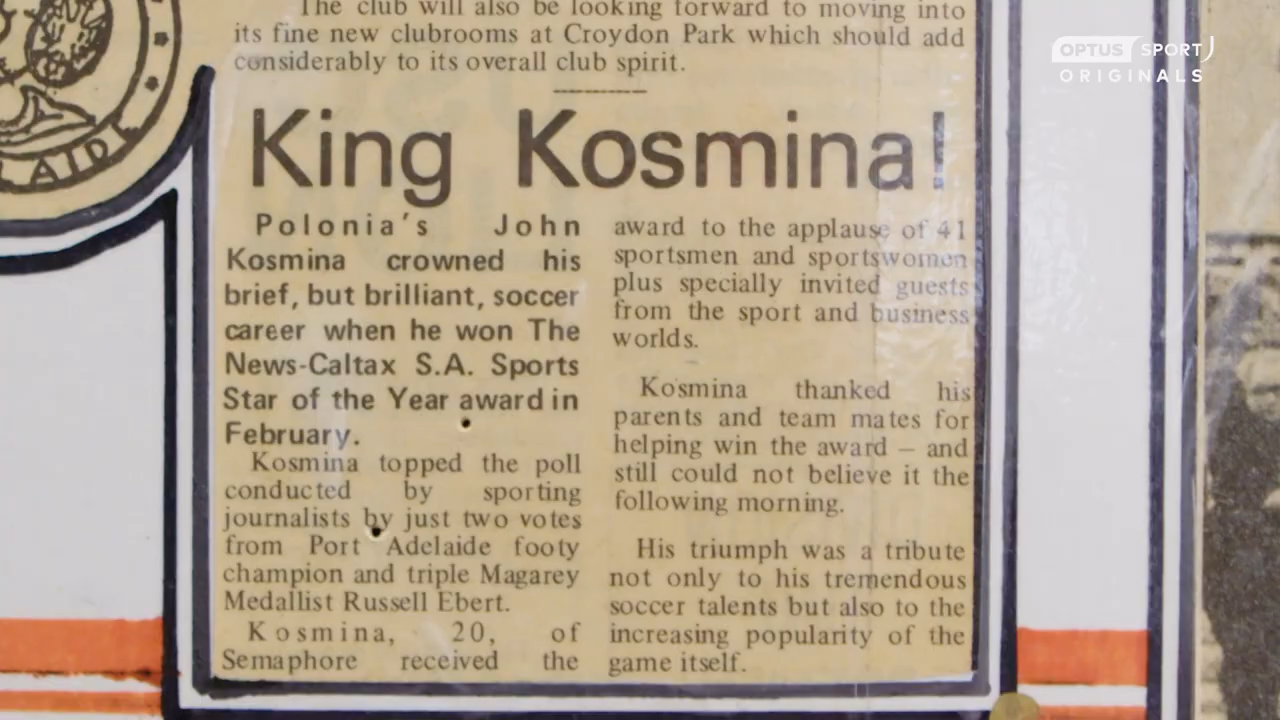 The club will also be looking forward to moving into
its fine new clubrooms at Croydon Park which should add
considerably to its overall club spirit.
King Kosmina!
Polonia's John
Kosmina crowned his
brief, but brilliant, soccer
career when he won The
News-Caltax S.A. Sports
Star of the Year award in
February.
Kosmina topped the poll
conducted by sporting
journalists by just two votes
from Port Adelaide footy
champion and triple Magarey
Medallist Russell Ebert.
Kosmina, 20, of
Semaphore received the
award to the applause of 41
sportsmen and sportswomen
plus specially invited guests
from the sport and business
worlds.
Kosmina thanked his
parents and team mates for
helping win the award – and
still could not believe it the
following morning.
His triumph was a tribute
not only to his tremendous
soccer talents but also to the
increasing popularity of the
game itself.
OPTUS SPORT
ORIGINALS